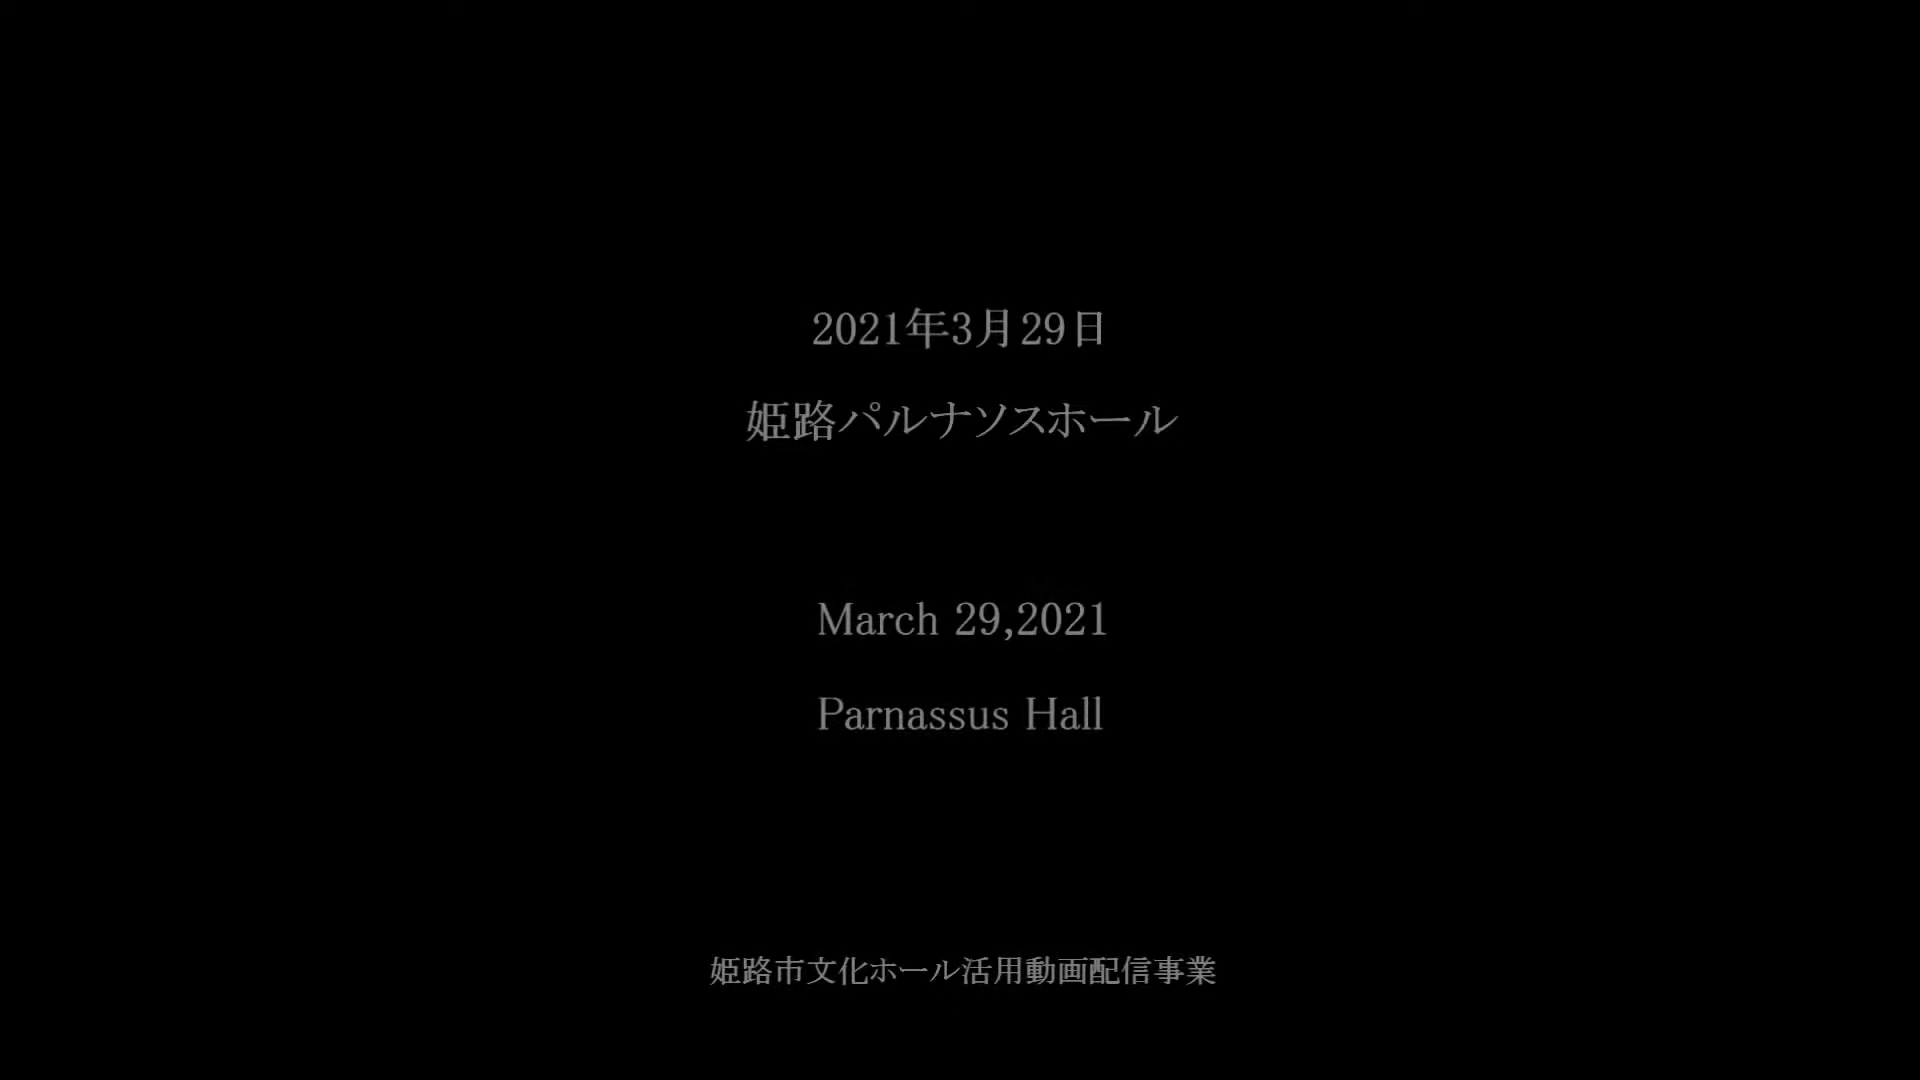 2021年3月29日
姫路パルナソスホール
March 29,2021
Parnassus Hall
姫路市文化ホール活用動画配信事業